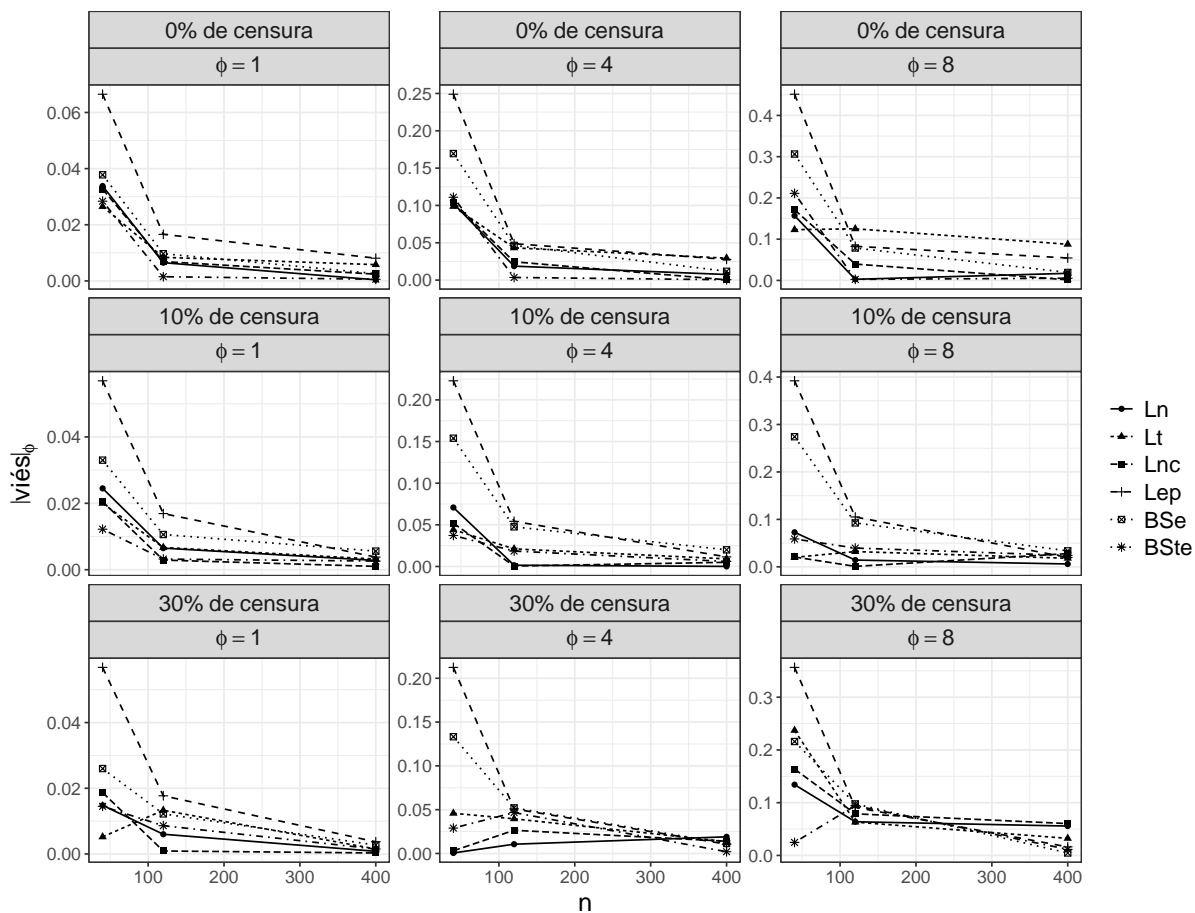 0% de censura
0% de censura
0% de censura
ϕ = 1
ϕ = 4
ϕ = 8
0.06
0.04
0.02
0.00
0.25
0.20
0.15
0.10
0.05
0.00
0.4
0.3
0.2
0.1
0.0
10% de censura
10% de censura
10% de censura
ϕ = 1
ϕ = 4
ϕ = 8
0.04
0.02
0.00
0.20
0.15
0.10
0.05
0.00
0.4
0.3
0.2
0.1
0.0
30% de censura
30% de censura
30% de censura
ϕ = 1
ϕ = 4
ϕ = 8
0.04
0.02
0.00
0.20
0.15
0.10
0.05
0.00
0.3
0.2
0.1
0.0
100 200 300 400
100 200 300 400
100 200 300 400
n
|viés|ϕ
Ln
Lt
Lnc
Lep
BSe
BSte